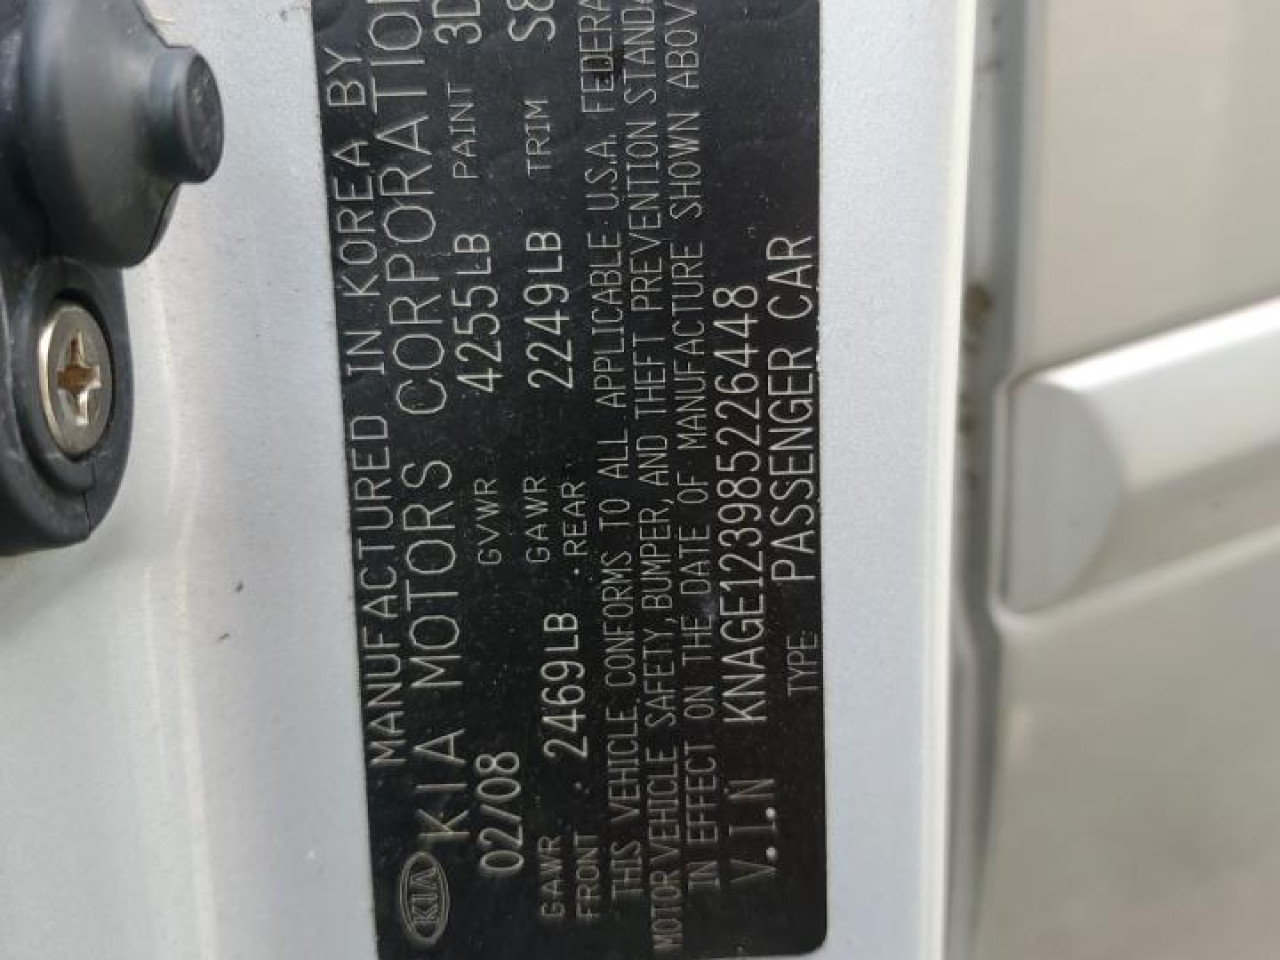 MANUFACTURED IN KOREA BY
KIA KIA MOTORS CORPORATION
02/08 GVWR 4255LB PAINT 3D
GAWR FRONT : 2469LB GAWR REAR : 2249LB TRIM S8
THIS VEHICLE CONFORMS TO ALL APPLICABLE U.S.A. FEDERA
MOTOR VEHICLE SAFETY, BUMPER, AND THEFT PREVENTION STANDA
IN EFFECT ON THE DATE OF MANUFACTURE SHOWN ABOV
V.I.N KNAGE123985226448
TYPE: PASSENGER CAR